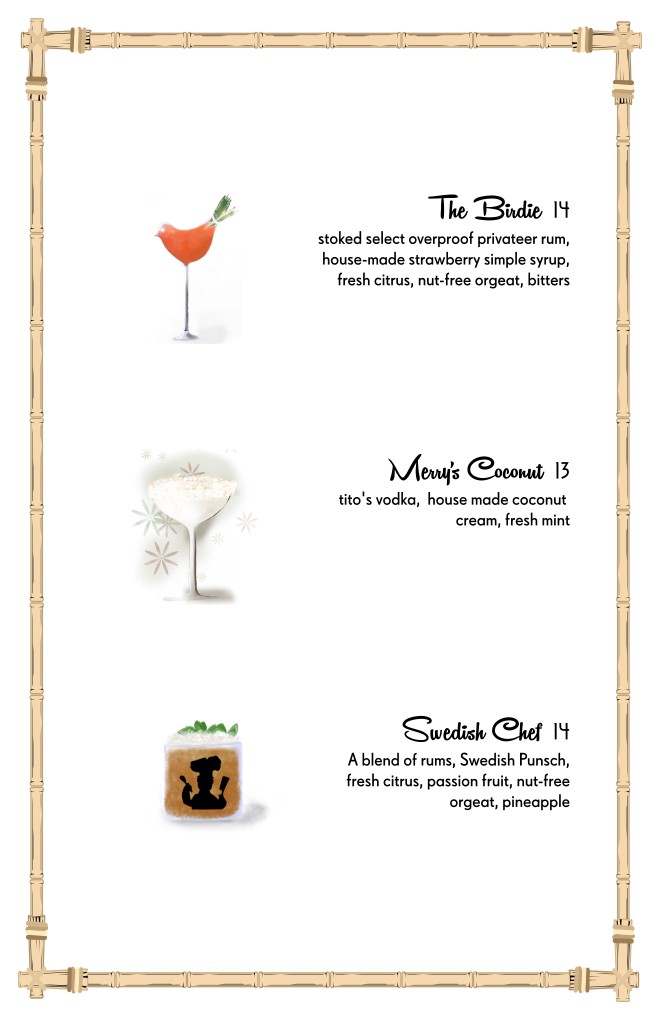 The Birdie 14
stoked select overproof privateer rum,
house-made strawberry simple syrup,
fresh citrus, nut-free orgeat, bitters
Merry's Coconut 13
tito's vodka, house made coconut
cream, fresh mint
Swedish Chef 14
A blend of rums, Swedish Punsch,
fresh citrus, passion fruit, nut-free
orgeat, pineapple